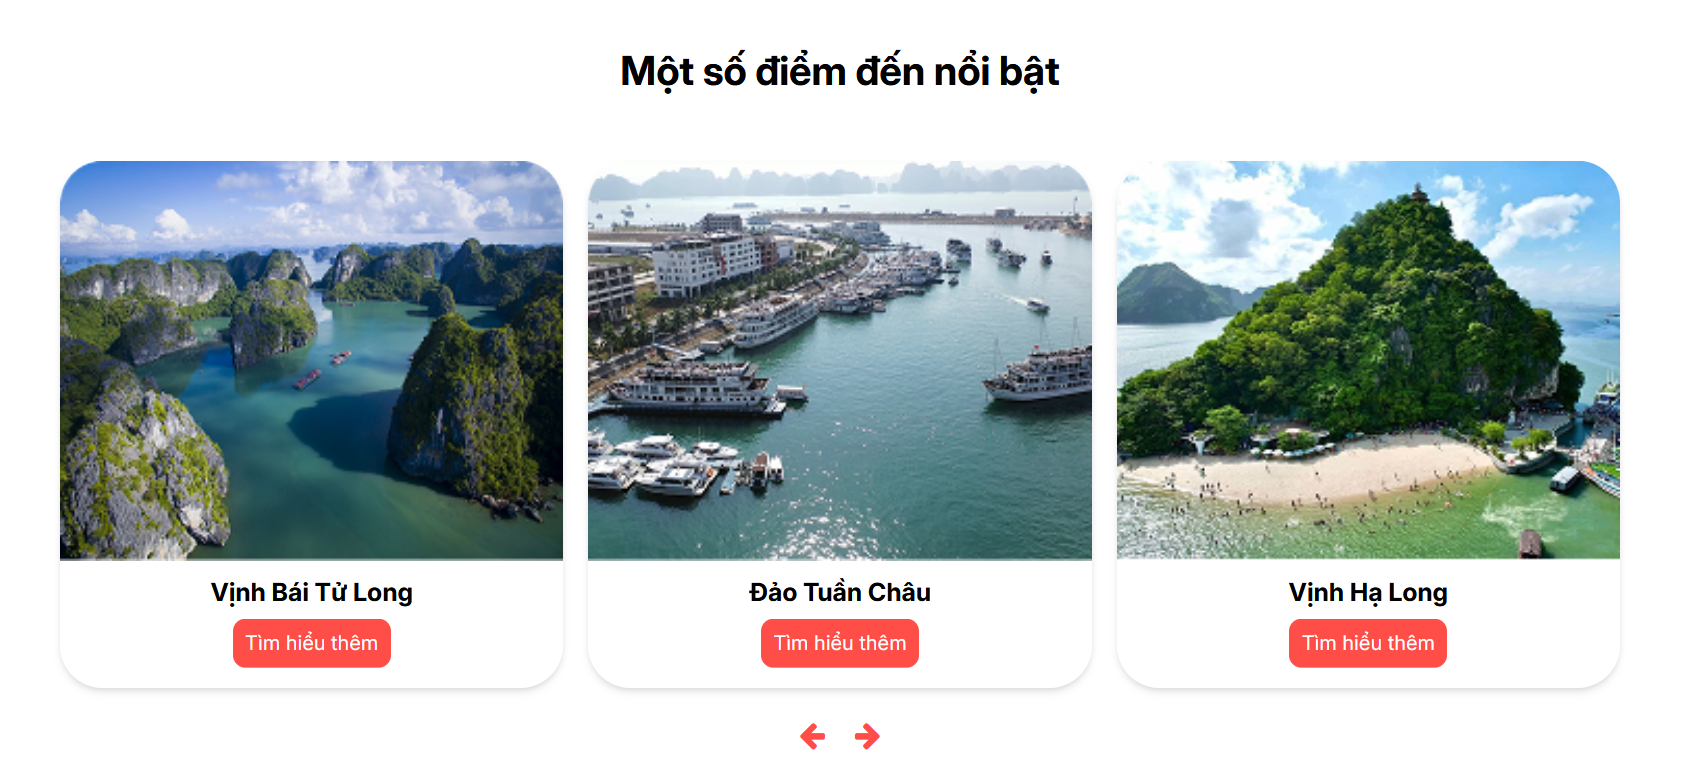 Một số điểm đến nổi bật
Vịnh Bái Tử Long
Tìm hiểu thêm
Đảo Tuần Châu
Tìm hiểu thêm
Vịnh Hạ Long
Tìm hiểu thêm